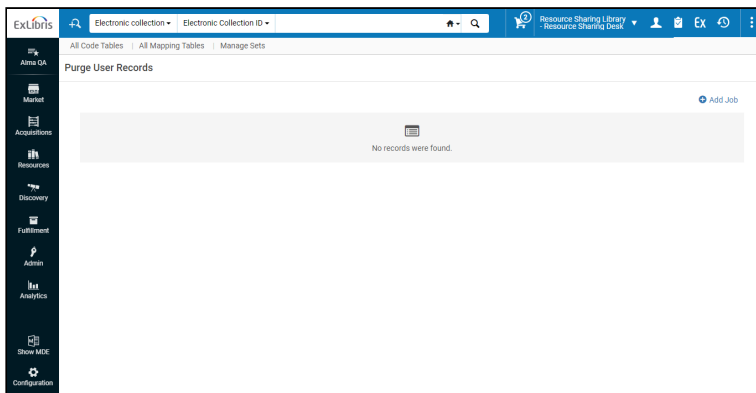 ExLibris
Electronic collection
Electronic Collection ID
2
Resource Sharing Library
- Resource Sharing Desk
Ex
Alma QA
All Code Tables | All Mapping Tables | Manage Sets
Purge User Records
Market
Add Job
Acquisitions
No records were found.
Resources
Discovery
Fulfillment
Admin
Analytics
Show MDE
Configuration